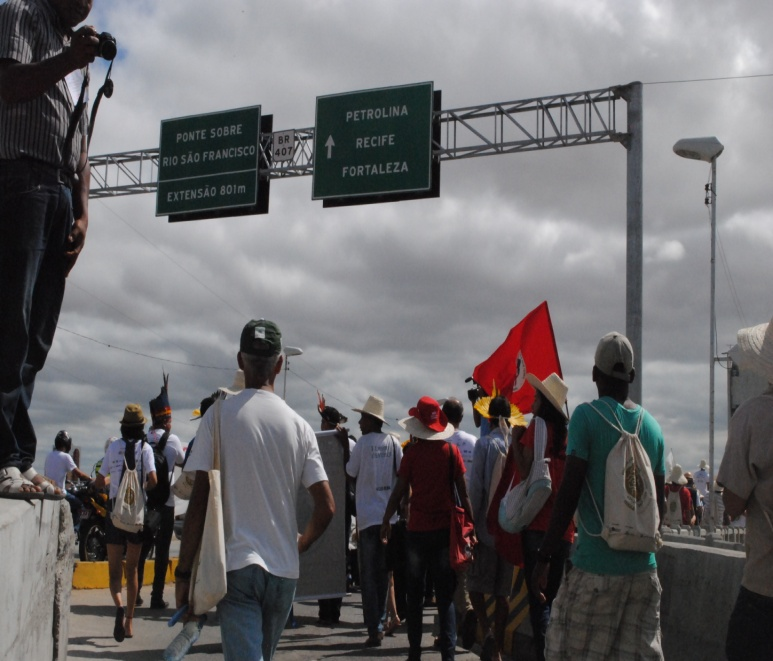 PONTE SOBRE
RIO SÃO FRANCISCO
EXTENSÃO 801m
BR
407
PETROLINA
RECIFE
FORTALEZA